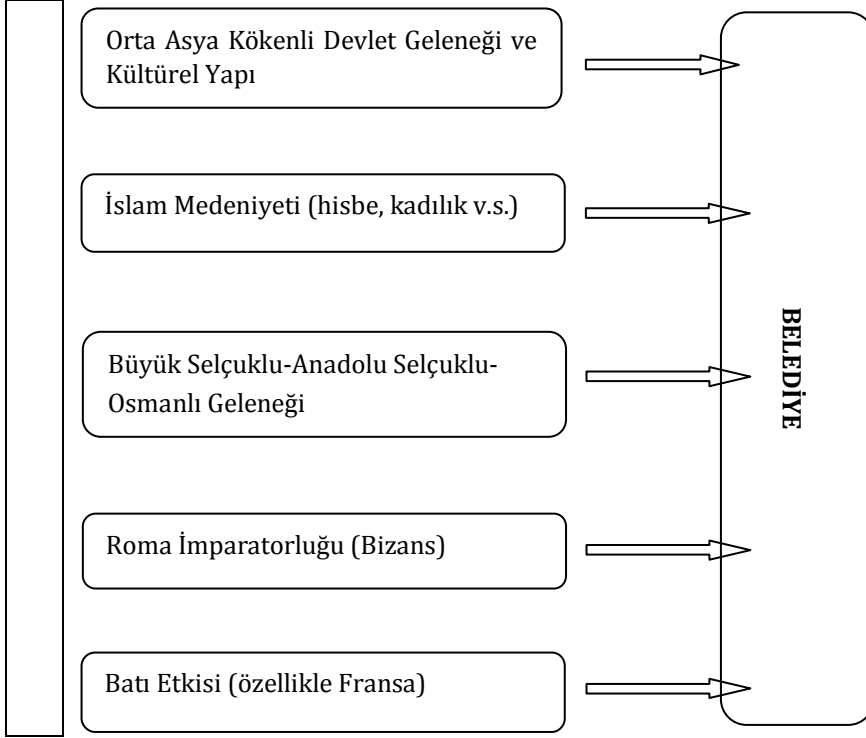 Orta Asya Kökenli Devlet Geleneği ve
Kültürel Yapı
İslam Medeniyeti (hisbe, kadılık v.s.)
Büyük Selçuklu-Anadolu Selçuklu-
Osmanlı Geleneği
Roma İmparatorluğu (Bizans)
Batı Etkisi (özellikle Fransa)
BELEDİYE